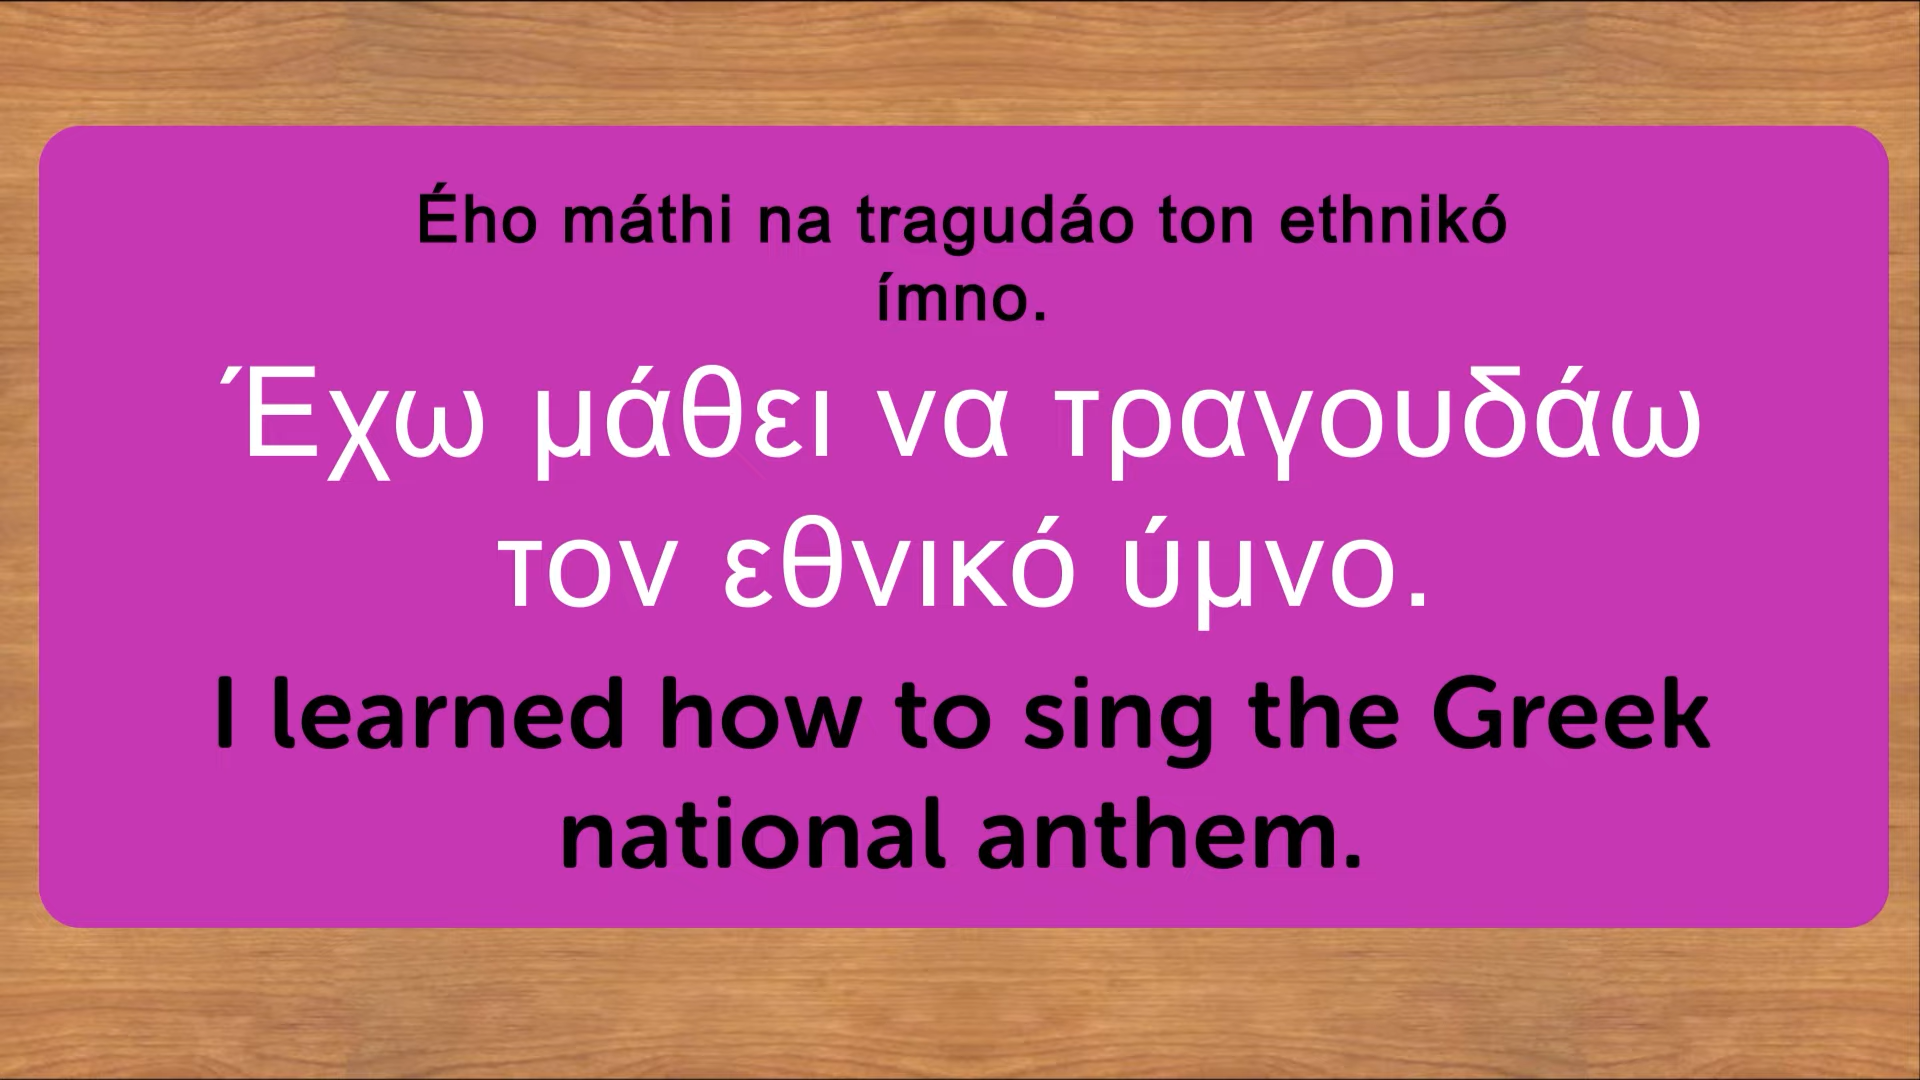 Ého máthi na tragudáo ton ethnikó
ímno.
Έχω μάθει να τραγουδάω
τον εθνικό ύμνο.
I learned how to sing the Greek
national anthem.